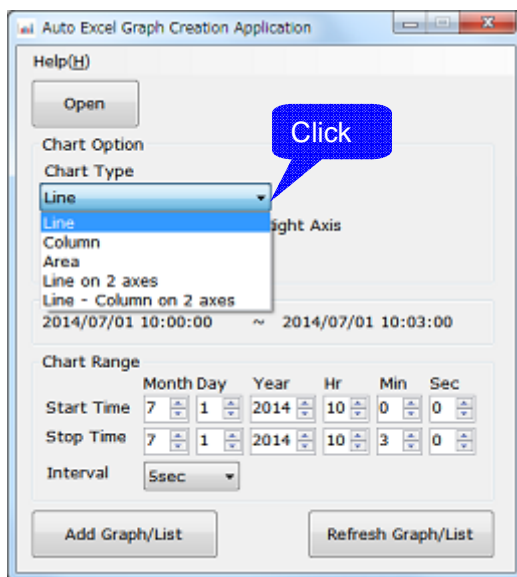 Auto Excel Graph Creation Application
Help(H)
Open
Click
Chart Option
Chart Type
Line
Line
Column
Area
Line on 2 axes
Line - Column on 2 axes
Axis
2014/07/01 10:00:00 ~ 2014/07/01 10:03:00
Chart Range
Month Day Year Hr Min Sec
Start Time 7 1 2014 10 0 0
Stop Time 7 1 2014 10 3 0
Interval 5sec
Add Graph/List Refresh Graph/List